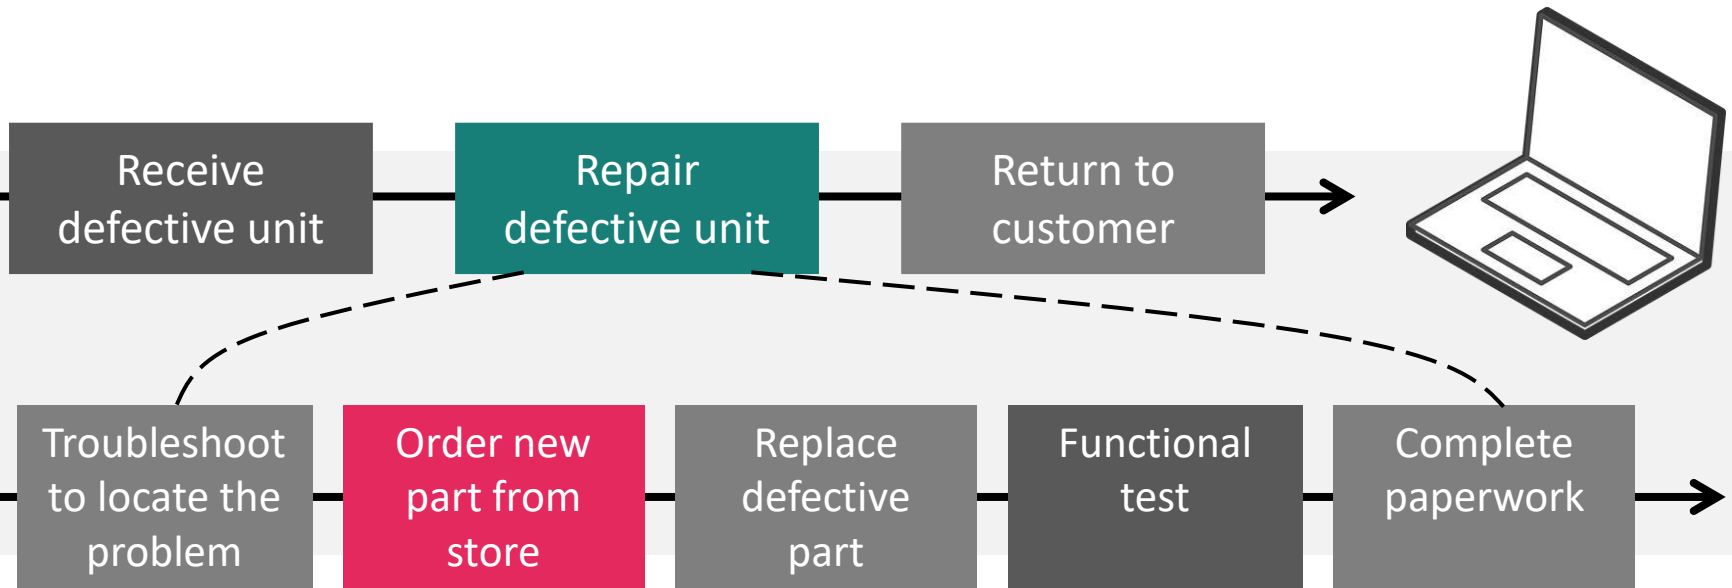 Receive
defective unit
Repair
defective unit
Return to
customer
Troubleshoot
to locate the
problem
Order new
part from
store
Replace
defective
part
Functional
test
Complete
paperwork